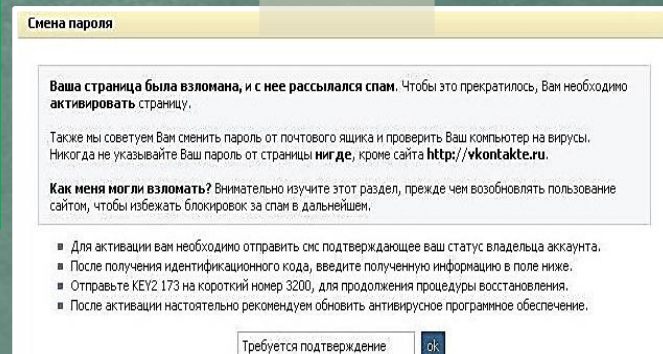 Смена пароля
Ваша страница была взломана, и с нее рассылался спам. Чтобы это прекратилось, Вам необходимо
активировать страницу.
Также мы советуем Вам сменить пароль от почтового ящика и проверить Ваш компьютер на вирусы.
Никогда не указывайте Ваш пароль от страницы нигде, кроме сайта http://vkontakte.ru.
Как меня могли взломать? Внимательно изучите этот раздел, прежде чем возобновлять пользование
сайтом, чтобы избежать блокировок за спам в дальнейшем.
Для активации вам необходимо отправить смс подтверждающее ваш статус владельца аккаунта.
После получения идентификационного кода, введите полученную информацию в поле ниже.
Отправьте KEY2 173 на короткий номер 3200, для продолжения процедуры восстановления.
После активации настоятельно рекомендуем обновить антивирусное программное обеспечение.
Требуется подтверждение ok